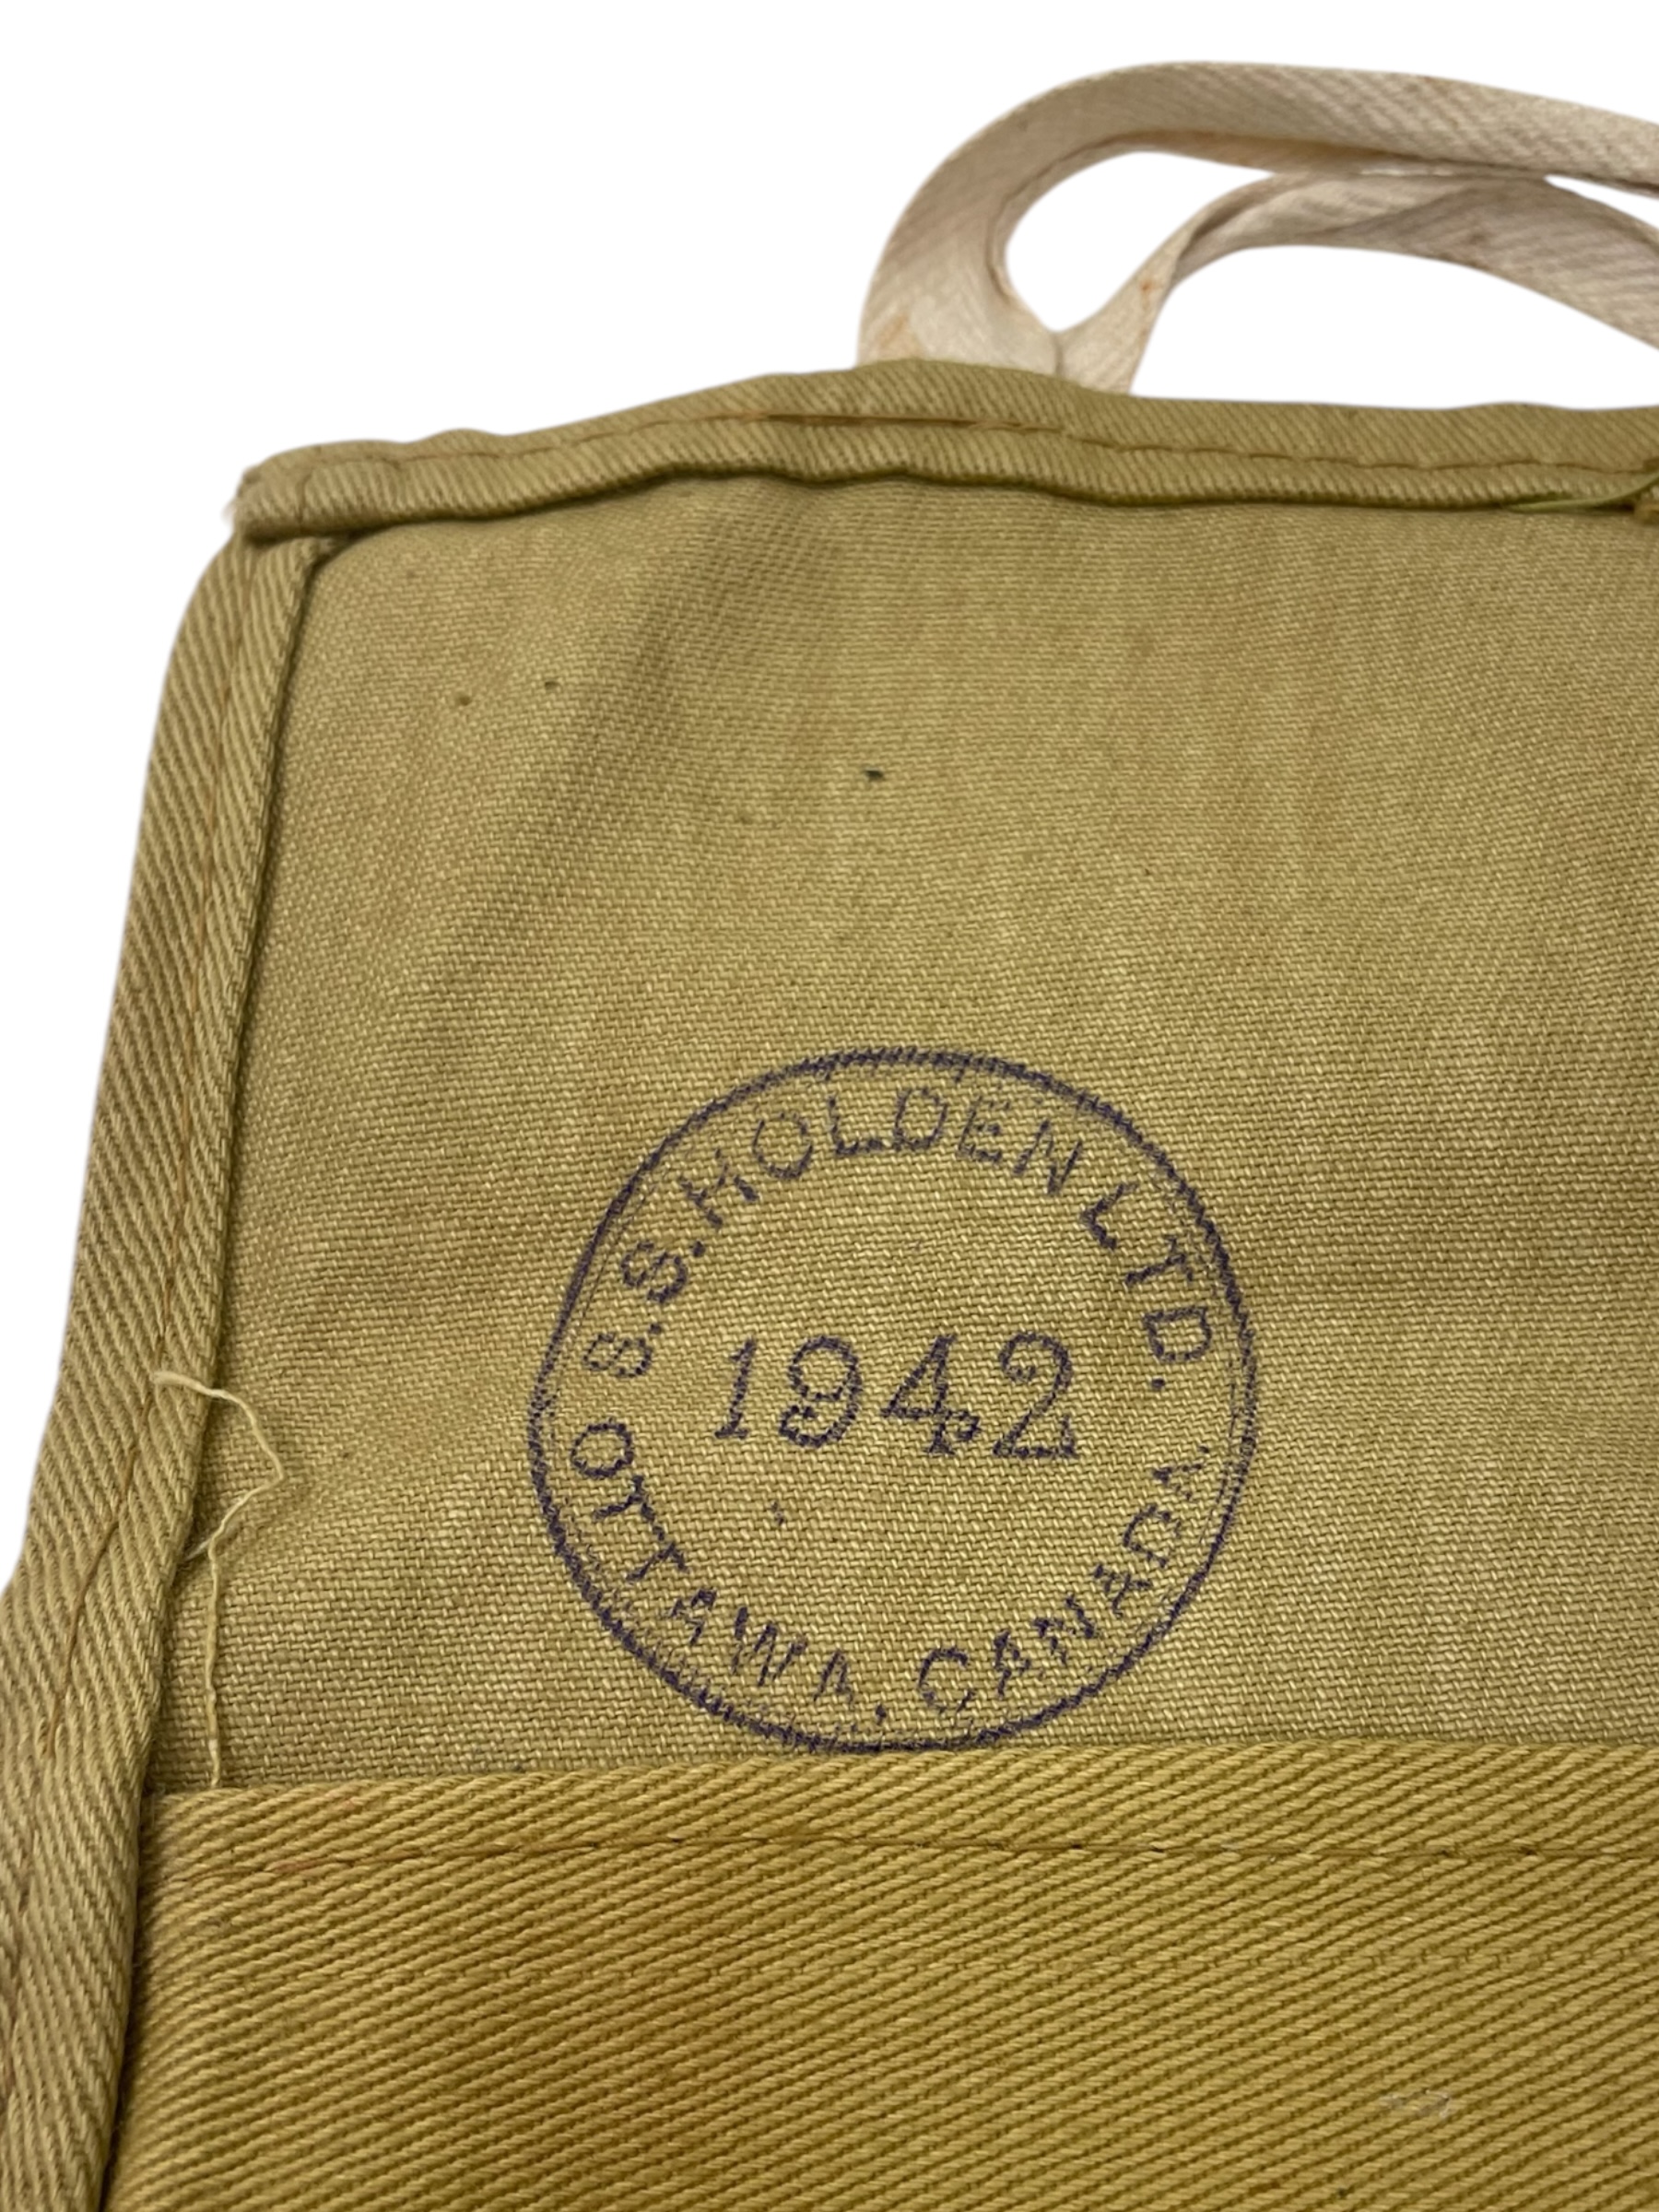 S.S. HOLDEN LTD.
1942
OTTAWA, CANADA